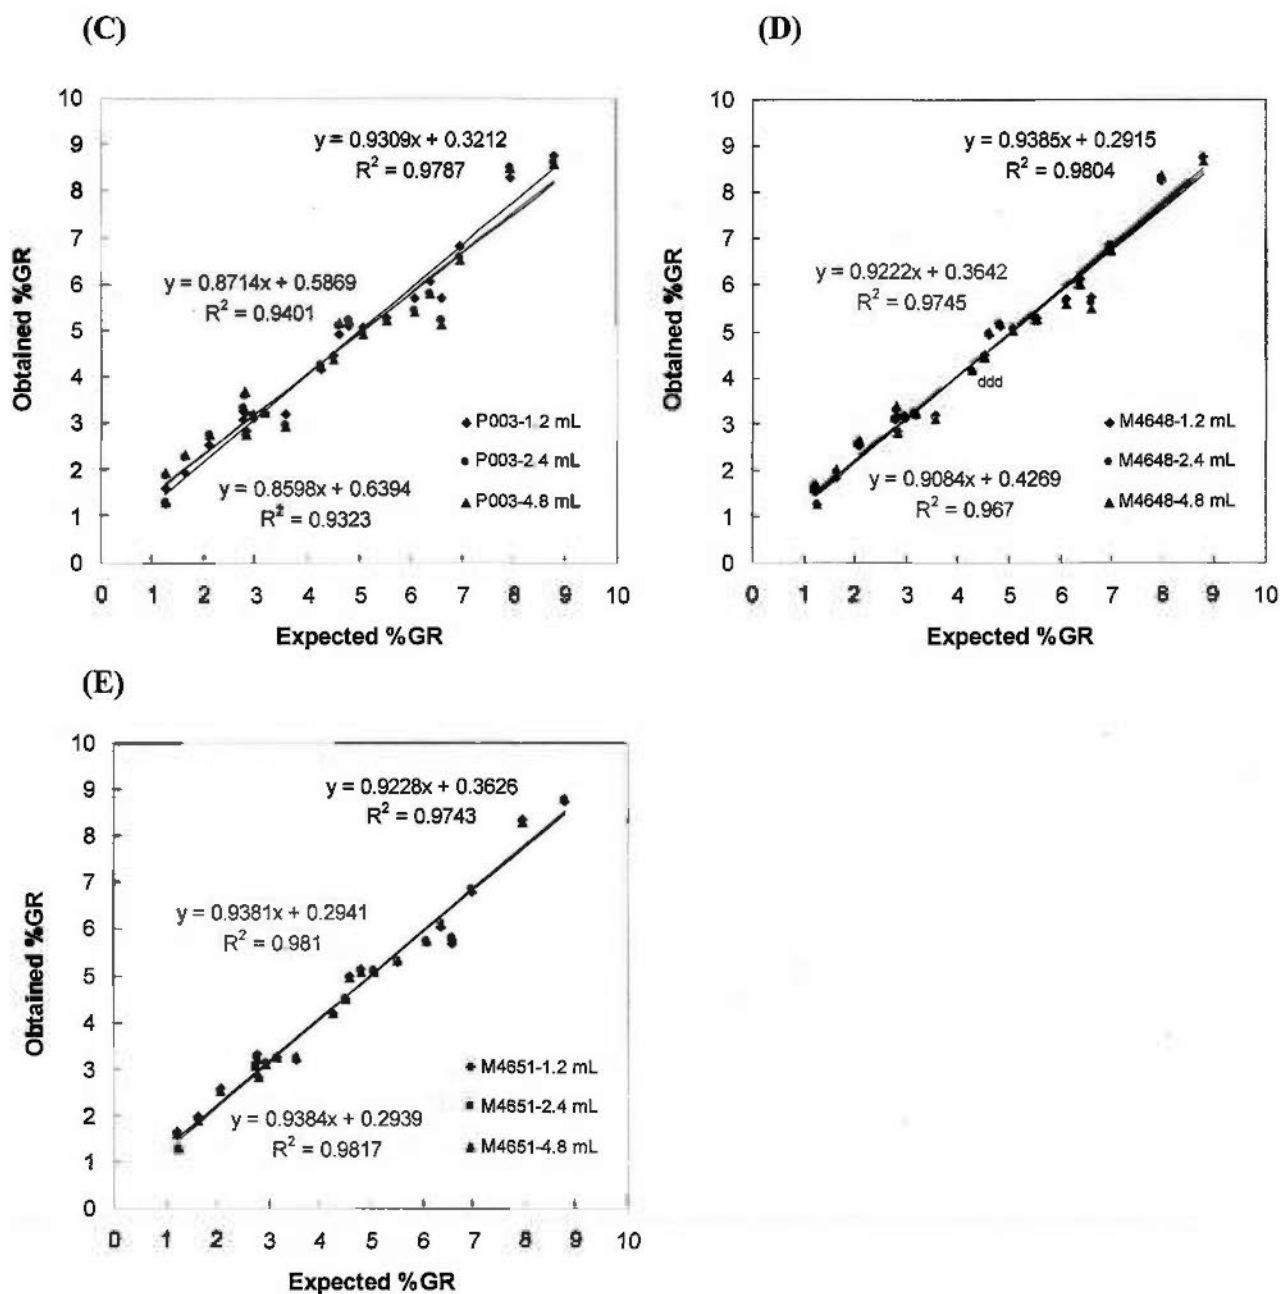 (C)
10
9
8
7
6
5
4
3
2
1
0
Obtained %GR
y = 0.9309x + 0.3212
R² = 0.9787
y = 0.8714x + 0.5869
R² = 0.9401
y = 0.8598x + 0.6394
R² = 0.9323
P003-1.2 mL
P003-2.4 mL
P003-4.8 mL
0 1 2 3 4 5 6 7 8 9 10
Expected %GR
(D)
10
9
8
7
6
5
4
3
2
1
0
Obtained %GR
y = 0.9385x + 0.2915
R² = 0.9804
y = 0.9222x + 0.3642
R² = 0.9745
ddd
y = 0.9084x + 0.4269
R² = 0.967
M4648-1.2 mL
M4648-2.4 mL
M4648-4.8 mL
0 1 2 3 4 5 6 7 8 9 10
Expected %GR
(E)
10
9
8
7
6
5
4
3
2
1
0
Obtained %GR
y = 0.9228x + 0.3626
R² = 0.9743
y = 0.9381x + 0.2941
R² = 0.981
y = 0.9384x + 0.2939
R² = 0.9817
M4651-1.2 mL
M4651-2.4 mL
M4651-4.8 mL
0 1 2 3 4 5 6 7 8 9 10
Expected %GR